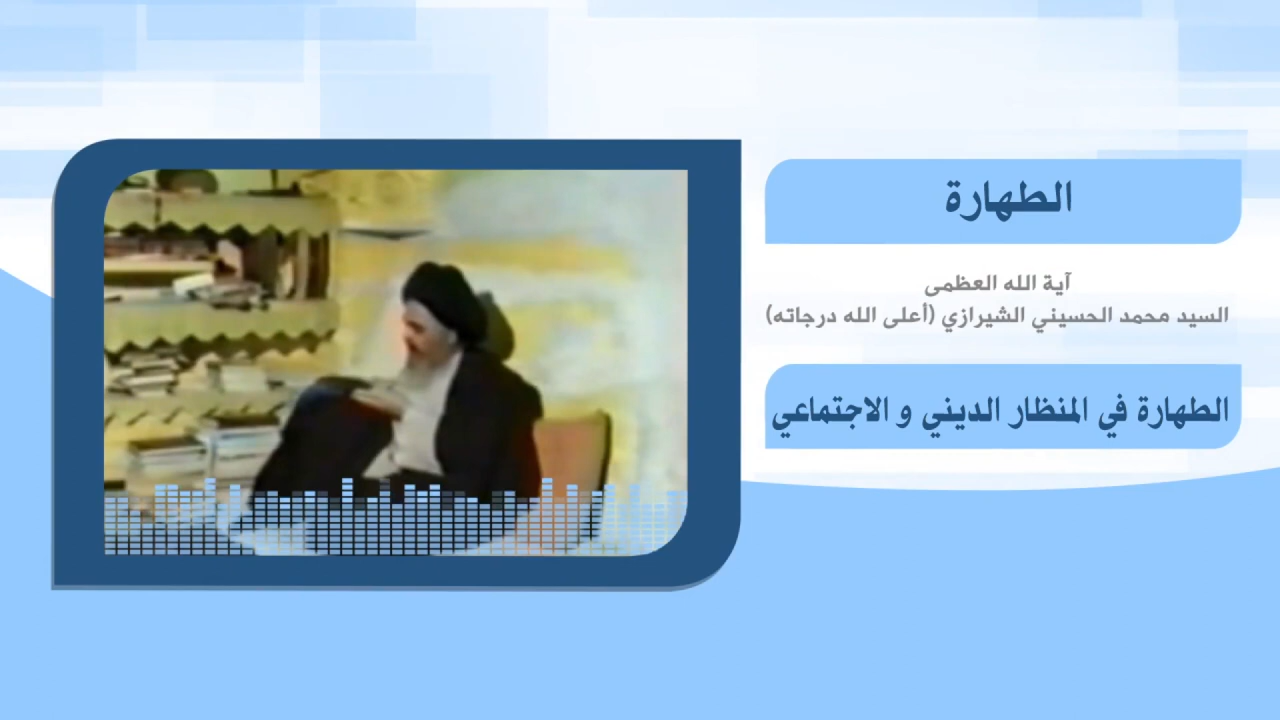 الطهارة
آية الله العظمى
السيد محمد الحسيني الشيرازي (أعلى الله درجاته)
الطهارة في المنظار الديني و الاجتماعي